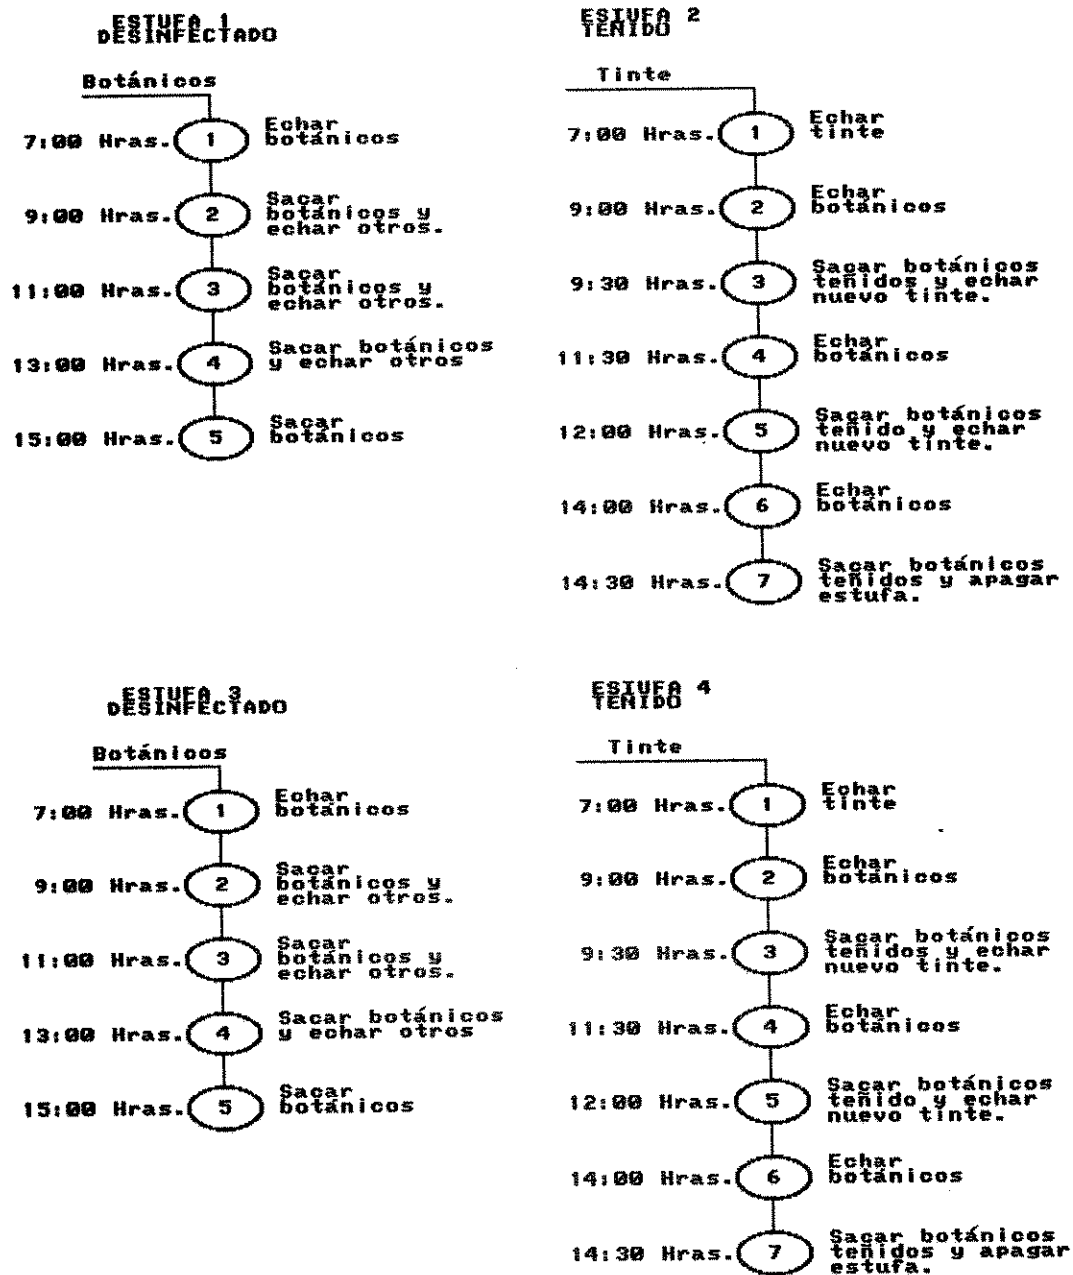 ESTUFA 1
DESINFECTADO
Botánicos
7:00 Hras. 1 Echar
botánicos
9:00 Hras. 2 Sacar
botánicos y
echar otros.
11:00 Hras. 3 Sacar
botánicos y
echar otros.
13:00 Hras. 4 Sacar botánicos
y echar otros
15:00 Hras. 5 Sacar
botánicos
ESTUFA 2
TEÑIDO
Tinte
7:00 Hras. 1 Echar
tinte
9:00 Hras. 2 Echar
botánicos
9:30 Hras. 3 Sacar botánicos
teñidos y echar
nuevo tinte.
11:30 Hras. 4 Echar
botánicos
12:00 Hras. 5 Sacar botánicos
teñido y echar
nuevo tinte.
14:00 Hras. 6 Echar
botánicos
14:30 Hras. 7 Sacar botánicos
teñidos y apagar
estufa.
ESTUFA 3
DESINFECTADO
Botánicos
7:00 Hras. 1 Echar
botánicos
9:00 Hras. 2 Sacar
botánicos y
echar otros.
11:00 Hras. 3 Sacar
botánicos y
echar otros.
13:00 Hras. 4 Sacar botánicos
y echar otros
15:00 Hras. 5 Sacar
botánicos
ESTUFA 4
TEÑIDO
Tinte
7:00 Hras. 1 Echar
tinte
9:00 Hras. 2 Echar
botánicos
9:30 Hras. 3 Sacar botánicos
teñidos y echar
nuevo tinte.
11:30 Hras. 4 Echar
botánicos
12:00 Hras. 5 Sacar botánicos
teñido y echar
nuevo tinte.
14:00 Hras. 6 Echar
botánicos
14:30 Hras. 7 Sacar botánicos
teñidos y apagar
estufa.